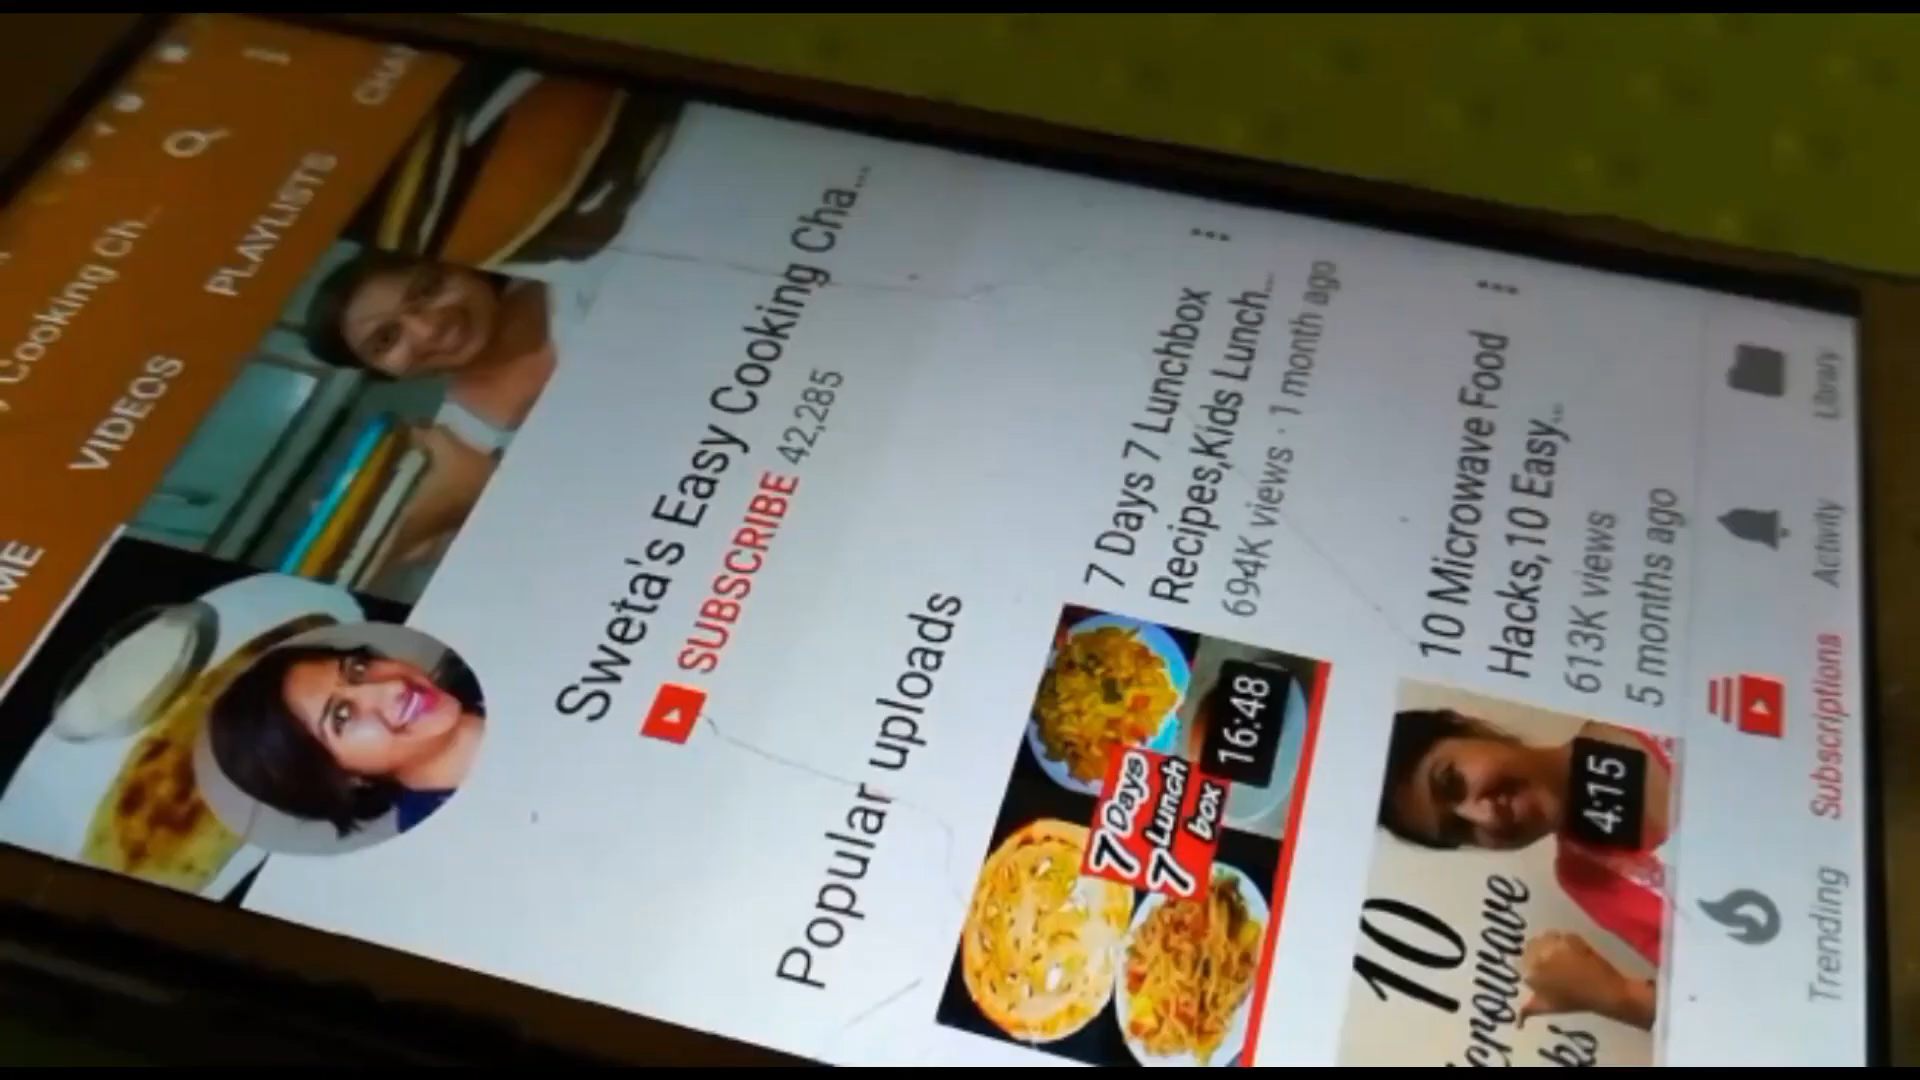 Cooking Ch...
VIDEOS
PLAYLISTS
Sweta's Easy Cooking Cha...
SUBSCRIBE 42,285
Popular uploads
7 Days
7 Lunch
box
16:48
7 Days 7 Lunchbox
Recipes,Kids Lunch...
694K views · 1 month ago
10
4:15
10 Microwave Food
Hacks,10 Easy...
613K views
5 months ago
Trending
Subscriptions
Activity
Library